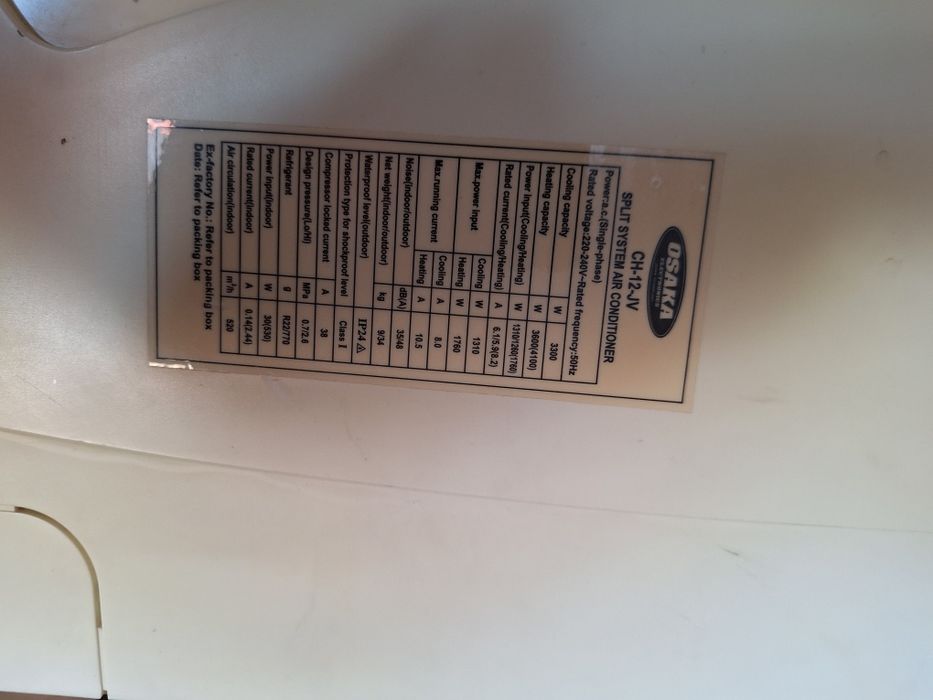 OSAKA
SPLIT SYSTEM AIR CONDITIONER
CH-12-JV
Power:a.c.(Single-phase)
Rated voltage:220-240V~Rated frequency:50Hz
Cooling capacity W 3300
Heating capacity W 3600(4100)
Power input(Cooling/Heating) W 1310/1260(1760)
Rated current(Cooling/Heating) A 6.1/5.9(8.2)
Max.power input Cooling W 1310
Heating W 1760
Max.running current Cooling A 8.0
Heating A 10.5
Noise(indoor/outdoor) dB(A) 35/48
Net weight(indoor/outdoor) kg 9/34
Waterproof level(outdoor) IP24
Protection type for shockproof level Class I
Compressor locked current A 38
Design pressure(Lo/Hi) MPa 0.7/2.6
Refrigerant g R22/770
Power input(indoor) W 30(530)
Rated current(indoor) A 0.14(2.44)
Air circulation(indoor) m³/h 520
Ex-factory No.: Refer to packing box
Date: Refer to packing box